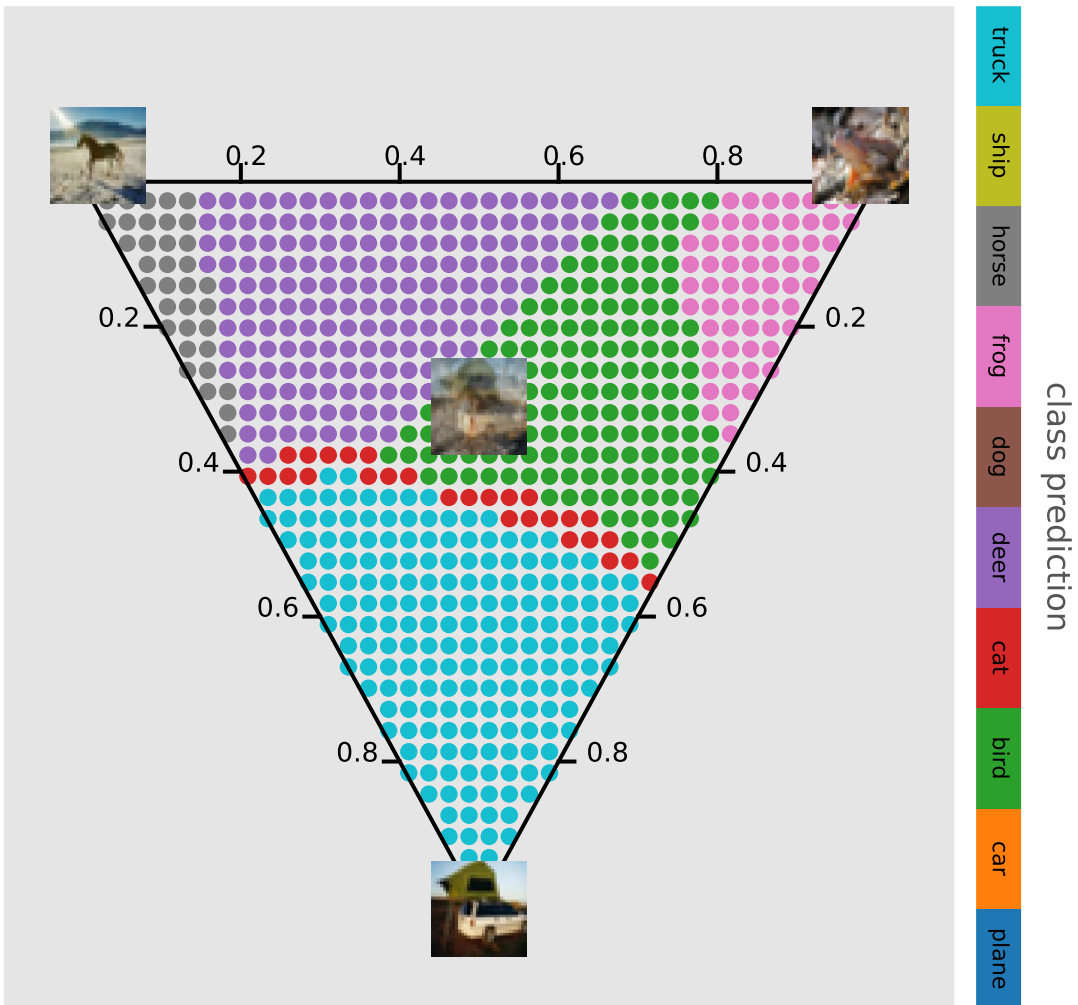 0.2 0.4 0.6 0.8
0.2 0.2
0.4 0.4
0.6 0.6
0.8 0.8
truck
ship
horse
frog
dog
deer
cat
bird
car
plane
class prediction